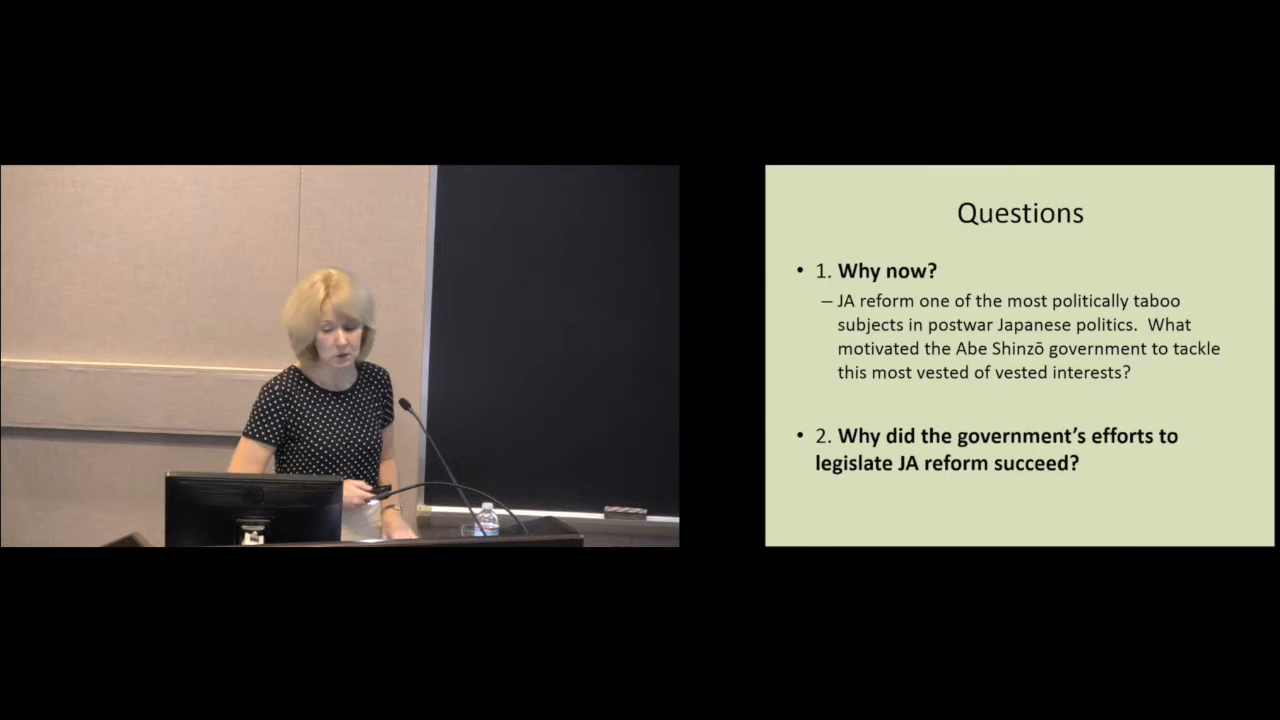 Questions
• 1. Why now?
– JA reform one of the most politically taboo
subjects in postwar Japanese politics. What
motivated the Abe Shinzō government to tackle
this most vested of vested interests?
• 2. Why did the government’s efforts to
legislate JA reform succeed?